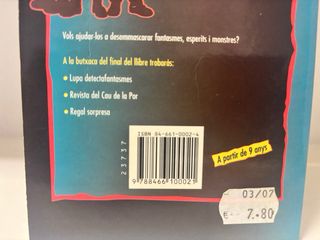 Vols ajudar-los a desemmascarar fantasmes, esperits i monstres?
A la butxaca del final del llibre trobaràs:
• Lupa detectafantasmes
• Revista del Cau de la Por
• Regal sorpresa
ISBN 84-661-0002-4
23737
9 788466 100021
A partir de 9 anys
03/07
€ 7.80